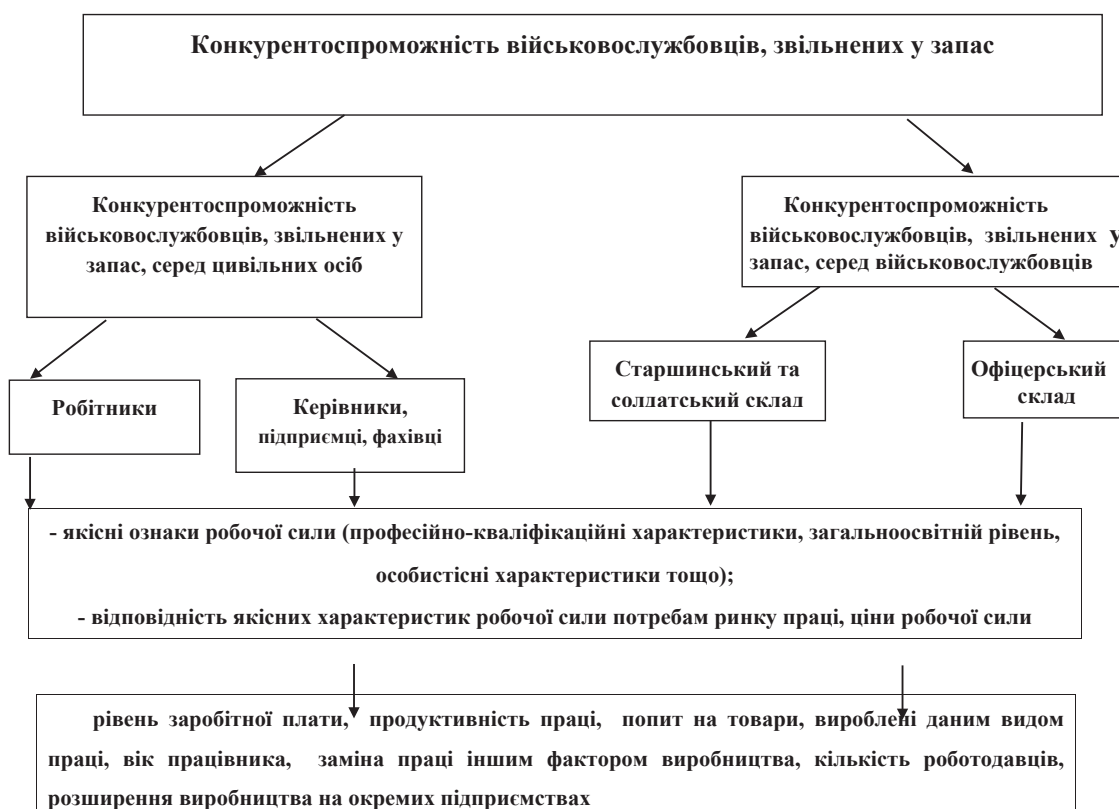 Конкурентоспроможність військовослужбовців, звільнених у запас
Конкурентоспроможність
військовослужбовців, звільнених у
запас, серед цивільних осіб
Конкурентоспроможність
військовослужбовців, звільнених у
запас, серед військовослужбовців
Робітники
Керівники,
підприємці, фахівці
Старшинський та
солдатський склад
Офіцерський
склад
- якісні ознаки робочої сили (професійно-кваліфікаційні характеристики, загальноосвітній рівень,
особистісні характеристики тощо);
- відповідність якісних характеристик робочої сили потребам ринку праці, ціни робочої сили
рівень заробітної плати, продуктивність праці, попит на товари, вироблені даним видом
праці, вік працівника, заміна праці іншим фактором виробництва, кількість роботодавців,
розширення виробництва на окремих підприємствах